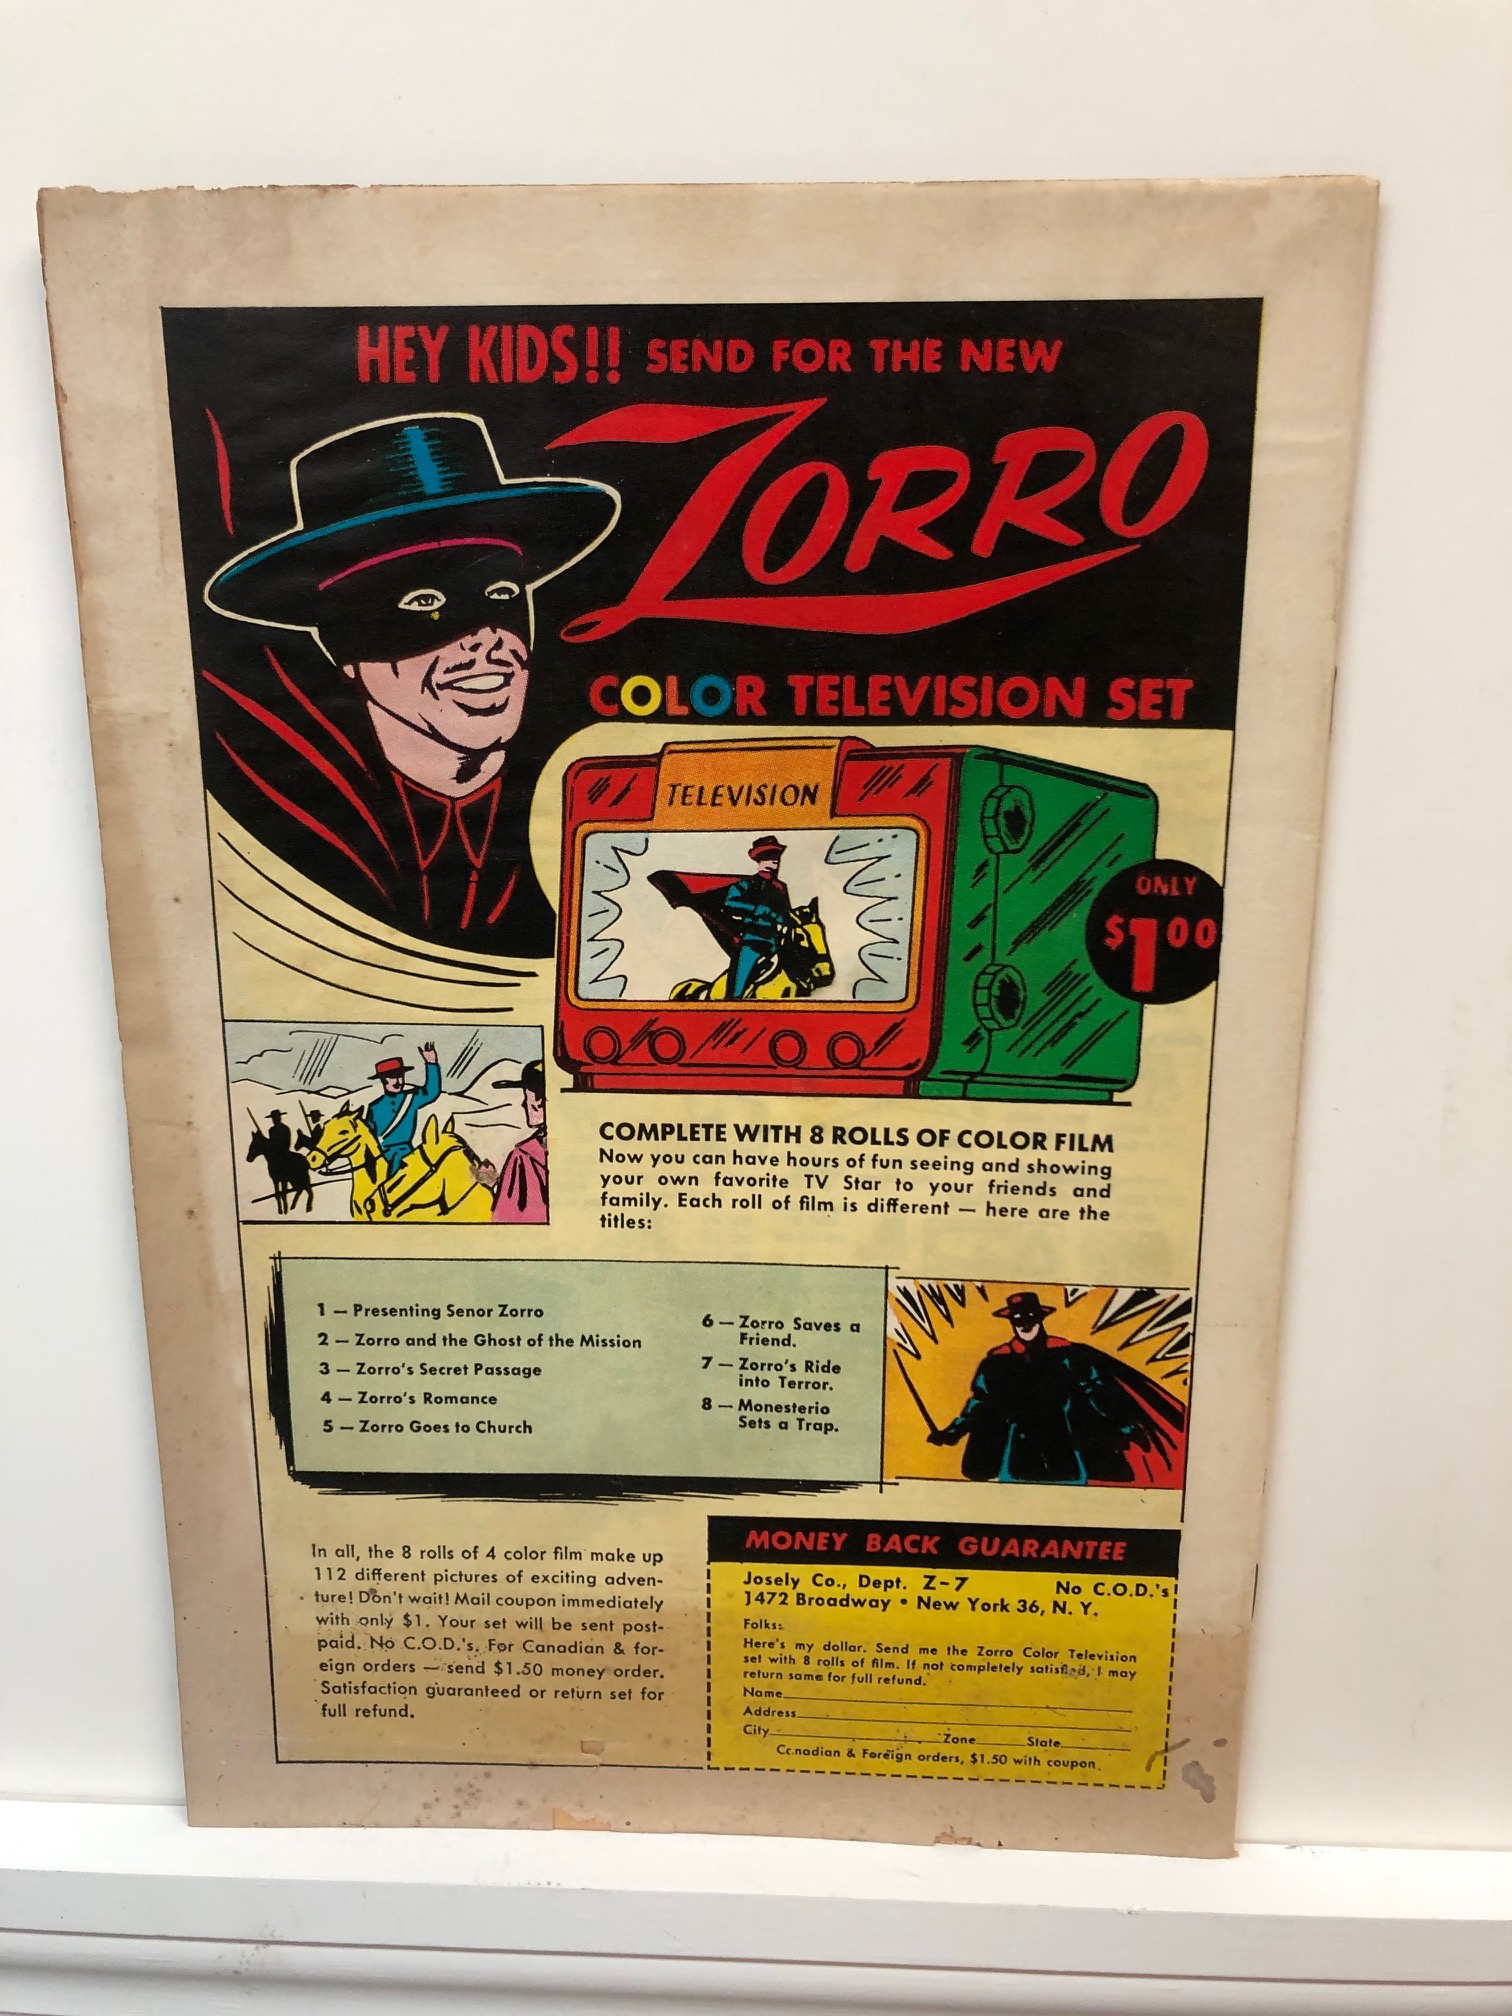 HEY KIDS!! SEND FOR THE NEW
ZORRO
COLOR TELEVISION SET
TELEVISION
ONLY
$1.00
COMPLETE WITH 8 ROLLS OF COLOR FILM
Now you can have hours of fun seeing and showing
your own favorite TV Star to your friends and
family. Each roll of film is different — here are the
titles:
1 — Presenting Senor Zorro
2 — Zorro and the Ghost of the Mission
3 — Zorro's Secret Passage
4 — Zorro's Romance
5 — Zorro Goes to Church
6 — Zorro Saves a
Friend.
7 — Zorro's Ride
into Terror.
8 — Monesterio
Sets a Trap.
In all, the 8 rolls of 4 color film make up
112 different pictures of exciting adven-
ture! Don't wait! Mail coupon immediately
with only $1. Your set will be sent post-
paid. No C.O.D.'s. For Canadian & for-
eign orders — send $1.50 money order.
Satisfaction guaranteed or return set for
full refund.
MONEY BACK GUARANTEE
Josely Co., Dept. Z-7 No C.O.D.'s
1472 Broadway • New York 36, N. Y.
Folks:
Here's my dollar. Send me the Zorro Color Television
set with 8 rolls of film. If not completely satisfied, I may
return same for full refund.
Name
Address
City Zone State
Canadian & Foreign orders, $1.50 with coupon.